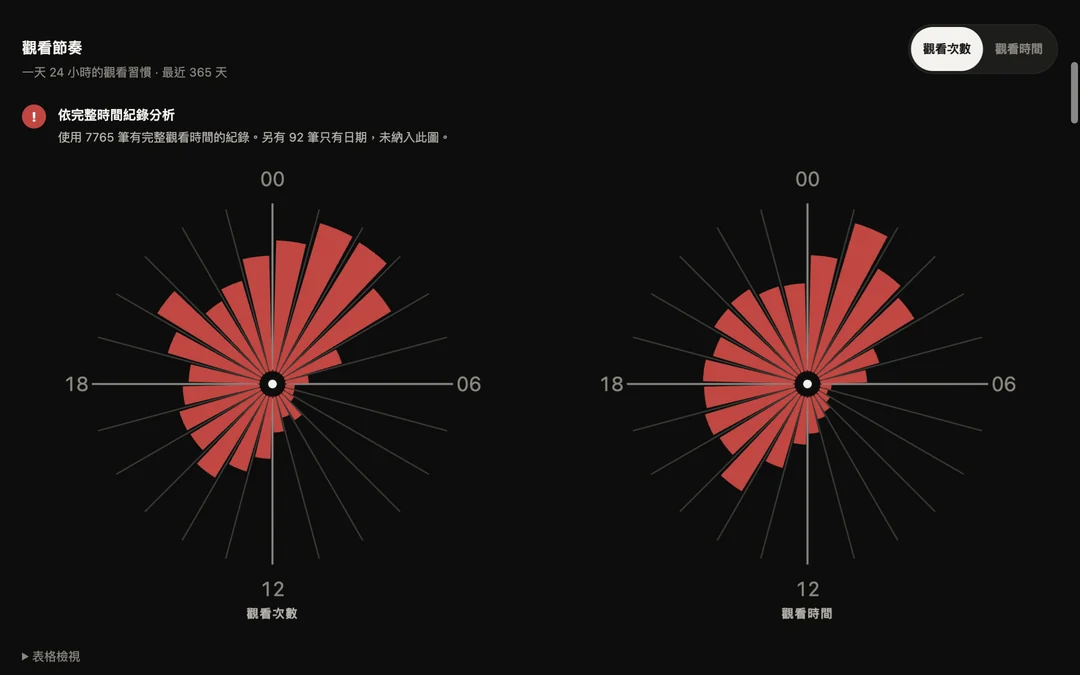 觀看節奏
一天 24 小時的觀看習慣 · 最近 365 天
觀看次數
觀看時間
!
依完整時間紀錄分析
使用 7765 筆有完整觀看時間的紀錄。另有 92 筆只有日期，未納入此圖。
00
18
06
12
觀看次數
00
18
06
12
觀看時間
表格檢視